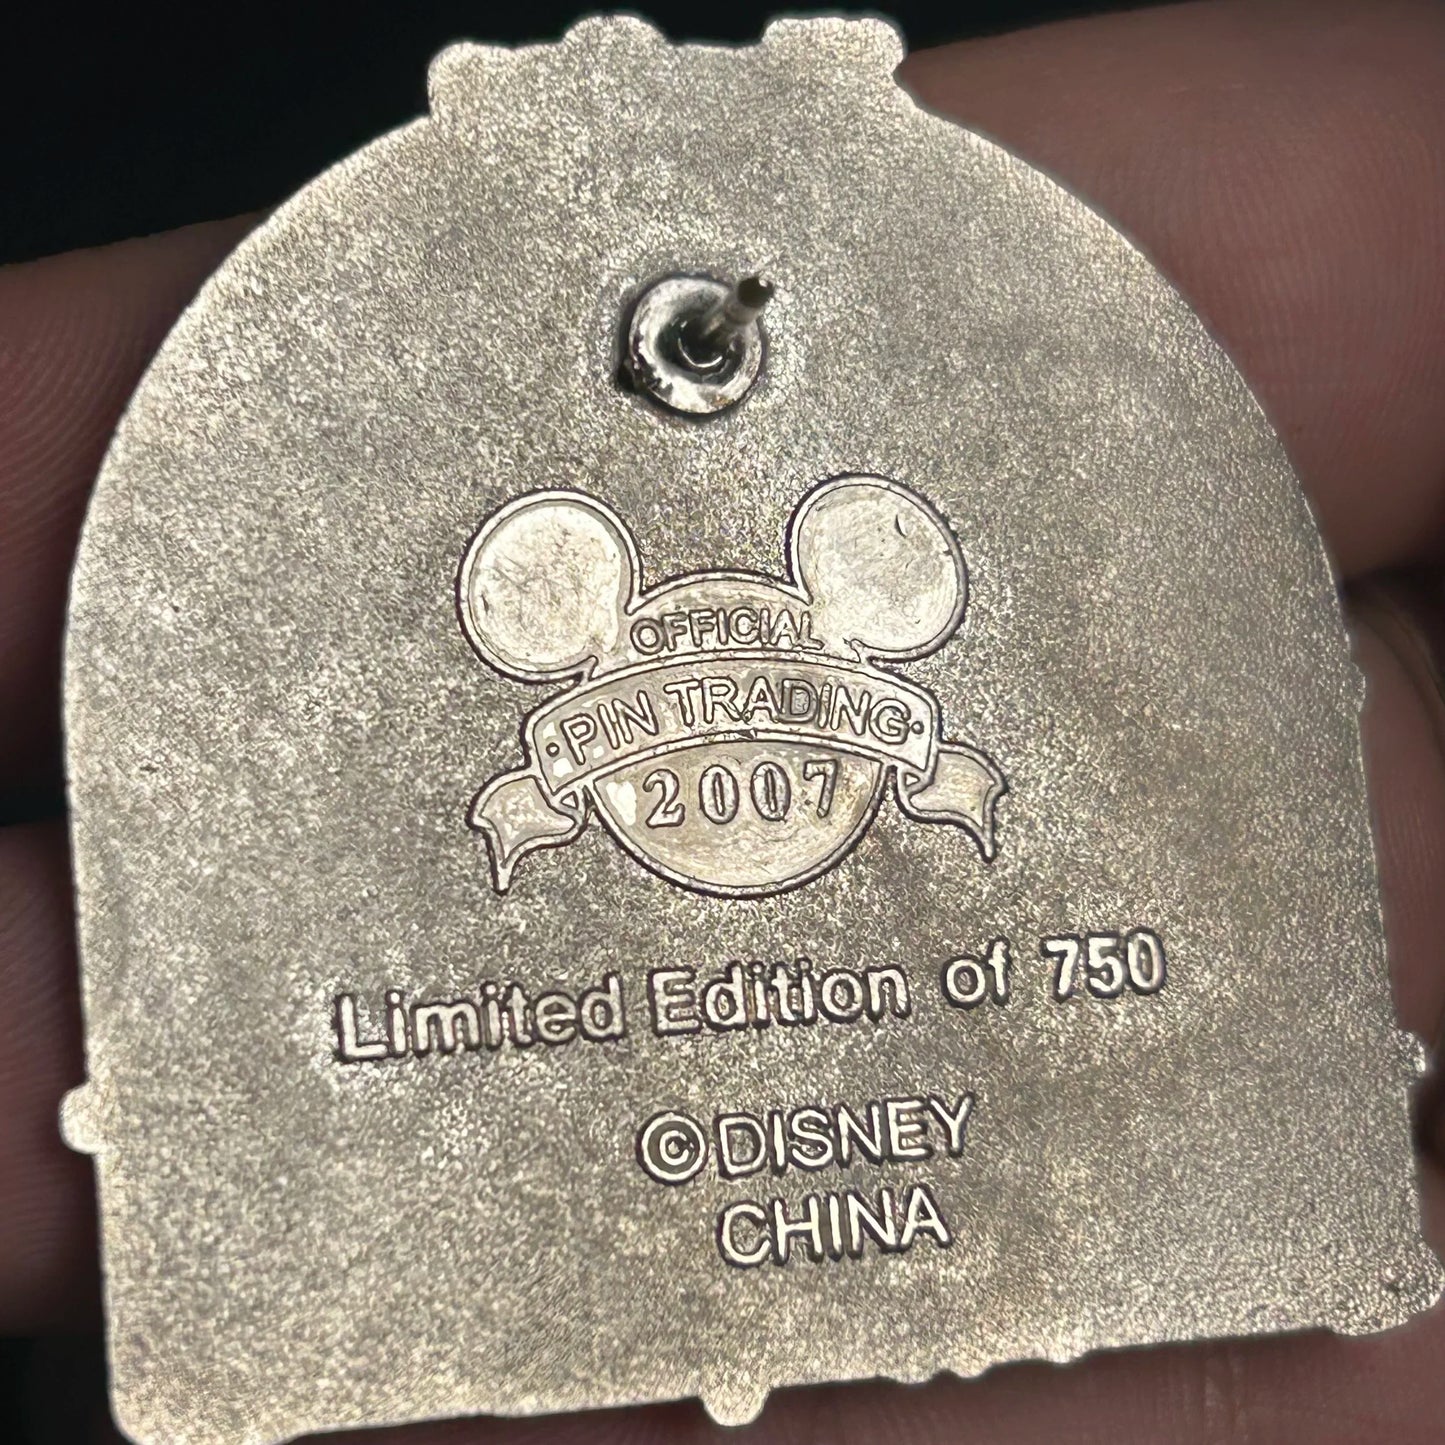 OFFICIAL
·PIN TRADING·
2007
Limited Edition of 750
©DISNEY
CHINA